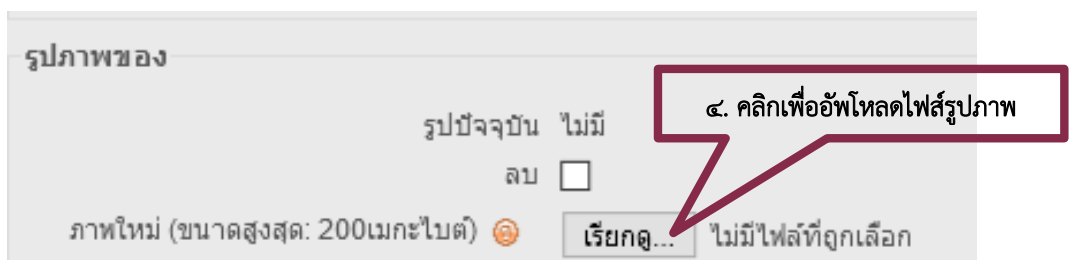 รูปภาพของ
๔. คลิกเพื่ออัพโหลดไฟส์รูปภาพ
รูปปัจจุบัน ไม่มี
ลบ
ภาพใหม่ (ขนาดสูงสุด: 200เมกะไบต์) เรียกดู... ไม่มีไฟล์ที่ถูกเลือก